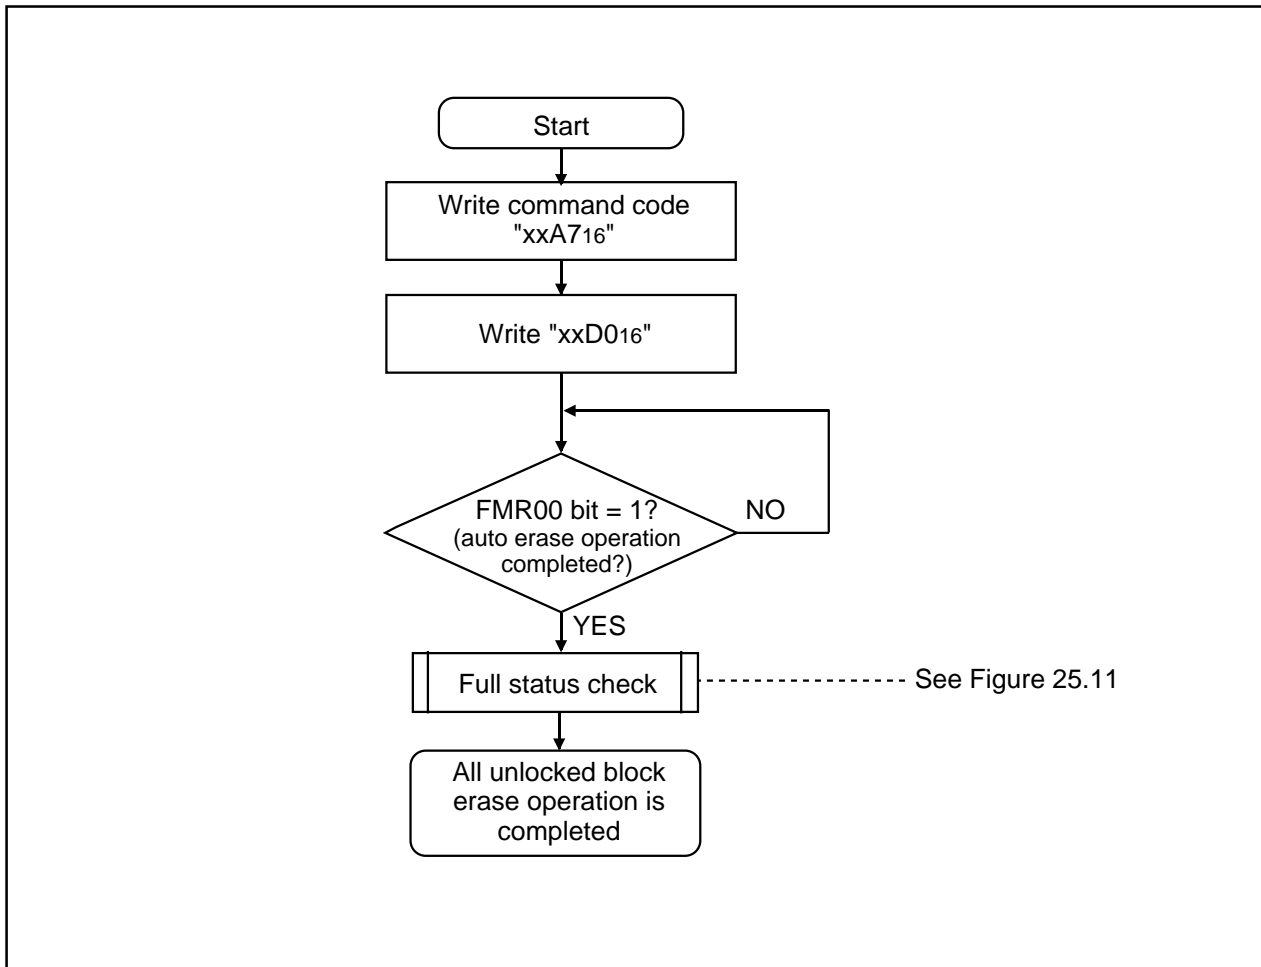 Start
Write command code
"xxA716"
Write "xxD016"
FMR00 bit = 1?
(auto erase operation
completed?)
NO
YES
Full status check
See Figure 25.11
All unlocked block
erase operation is
completed